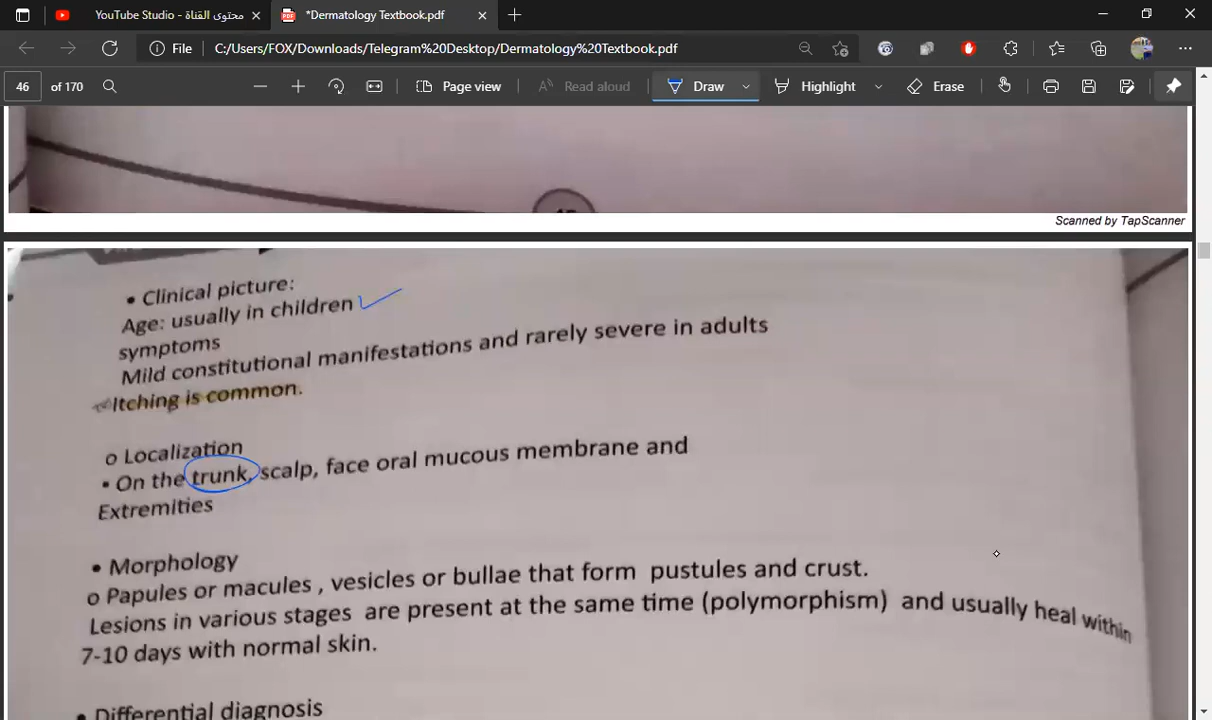 YouTube Studio - محتوى القناة
*Dermatology Textbook.pdf
File C:/Users/FOX/Downloads/Telegram%20Desktop/Dermatology%20Textbook.pdf
46 of 170 Page view Read aloud Draw Highlight Erase
Scanned by TapScanner
• Clinical picture:
Age: usually in children
symptoms
Mild constitutional manifestations and rarely severe in adults
Itching is common.
o Localization
• On the trunk, scalp, face oral mucous membrane and
Extremities
• Morphology
o Papules or macules , vesicles or bullae that form pustules and crust.
Lesions in various stages are present at the same time (polymorphism) and usually heal within
7-10 days with normal skin.
• Differential diagnosis